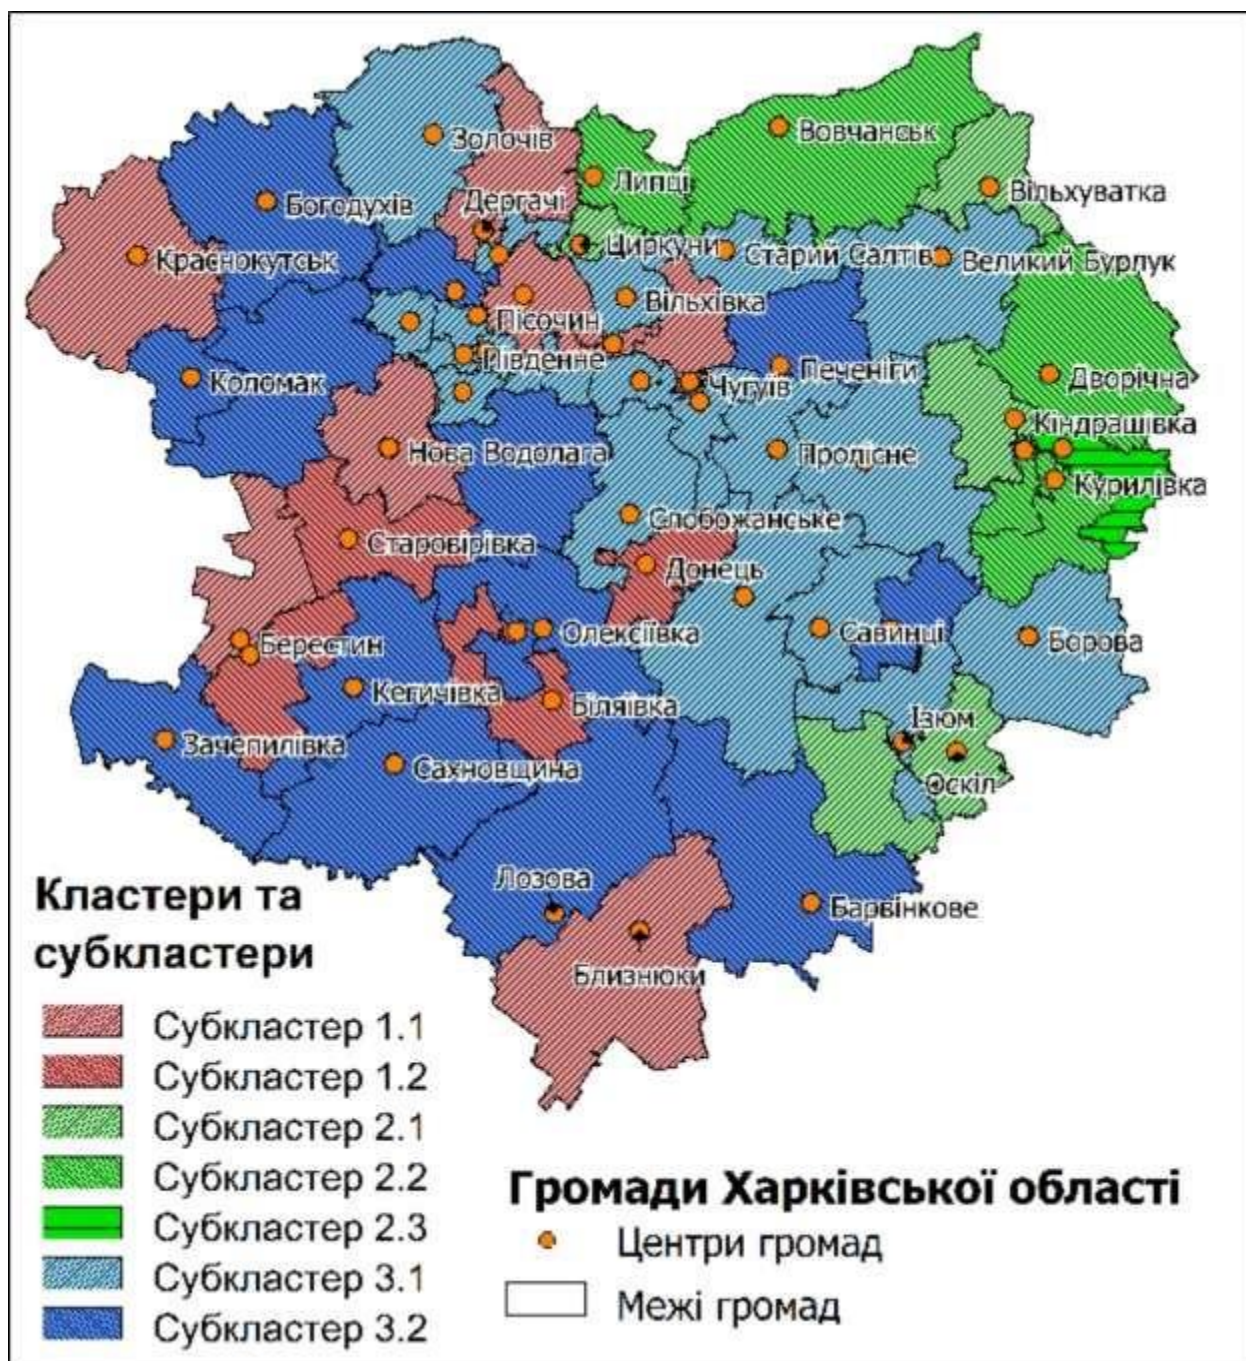 Золочів
Вовчанськ
Липці
Вільхуватка
Богодухів
Дергачі
Циркуни
Старий Салтів
Великий Бурлук
Краснокутськ
Вільхівка
Пісочин
Південне
Коломак
Чугуїв
Печеніги
Дворічна
Кіндрашівка
Нова Водолага
Пролісне
Курилівка
Слобожанське
Старовірівка
Донець
Олексіївка
Савинці
Борова
Берестин
Кегичівка
Біляївка
Зачепилівка
Ізюм
Сахновщина
Оскіл
Лозова
Барвінкове
Близнюки
Кластери та
субкластери
Субкластер 1.1
Субкластер 1.2
Субкластер 2.1
Субкластер 2.2
Субкластер 2.3
Субкластер 3.1
Субкластер 3.2
Громади Харківської області
Центри громад
Межі громад